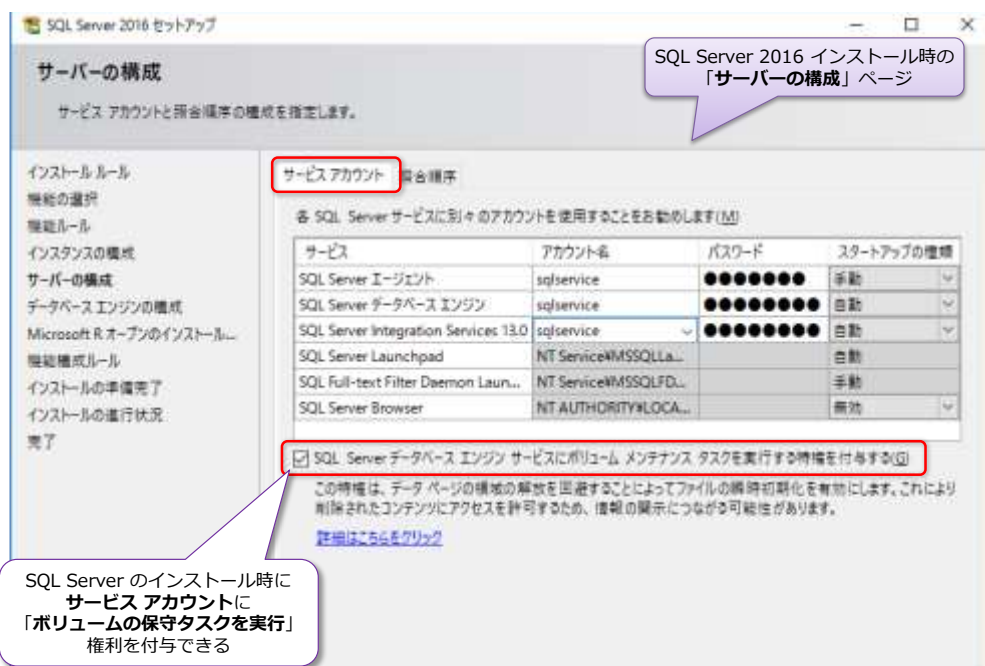 SQL Server 2016 セットアップ
サーバーの構成
サービス アカウントと照合順序の構成を指定します。
SQL Server 2016 インストール時の
「サーバーの構成」ページ
インストール ルール
機能の選択
機能ルール
インスタンスの構成
サーバーの構成
データベース エンジンの構成
Microsoft R オープンのインストール...
機能構成ルール
インストールの準備完了
インストールの進行状況
完了
サービス アカウント 照合順序
各 SQL Server サービスに別々のアカウントを使用することをお勧めします(M)
サービス アカウント名 パスワード スタートアップの種類
SQL Server エージェント sqlservice ●●●●●●● 手動
SQL Server データベース エンジン sqlservice ●●●●●●●● 自動
SQL Server Integration Services 13.0 sqlservice ●●●●●●●● 自動
SQL Server Launchpad NT Service¥MSSQLLa... 自動
SQL Full-text Filter Daemon Laun... NT Service¥MSSQLFD... 手動
SQL Server Browser NT AUTHORITY¥LOCA... 無効
SQL Server データベース エンジン サービスにボリューム メンテナンス タスクを実行する特権を付与する(G)
この特権は、データ ページの領域の解放を回避することによってファイルの瞬時初期化を有効にします。これにより
削除されたコンテンツにアクセスを許可するため、情報の開示につながる可能性があります。
詳細はこちらをクリック
SQL Server のインストール時に
サービス アカウントに
「ボリュームの保守タスクを実行」
権利を付与できる